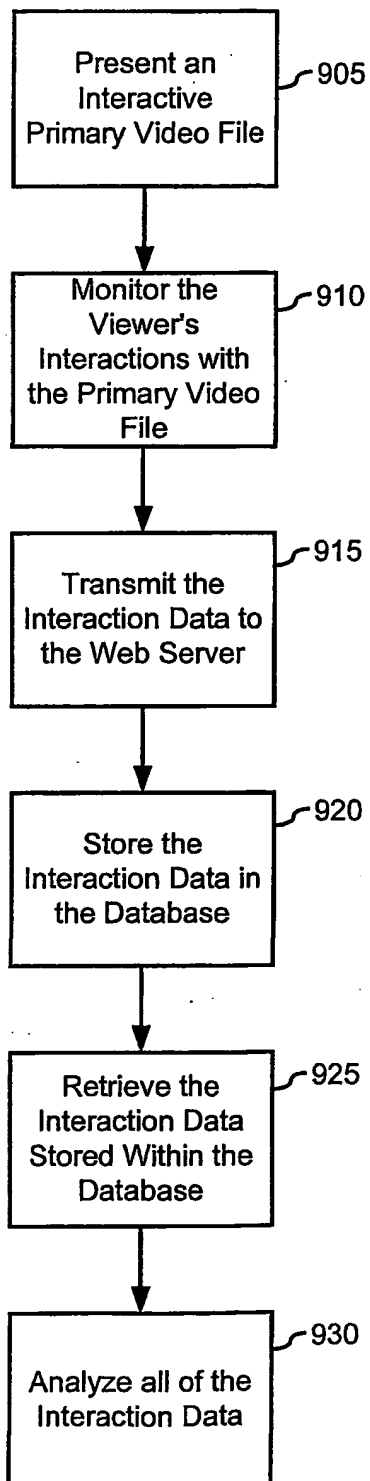 Present an
Interactive
Primary Video File
905
Monitor the
Viewer's
Interactions with
the Primary Video
File
910
Transmit the
Interaction Data to
the Web Server
915
Store the
Interaction Data in
the Database
920
Retrieve the
Interaction Data
Stored Within the
Database
925
Analyze all of the
Interaction Data
930